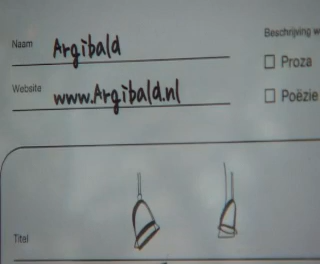 Naam Argibald
Website www.Argibald.nl
Beschrijving
Proza
Poëzie
Titel